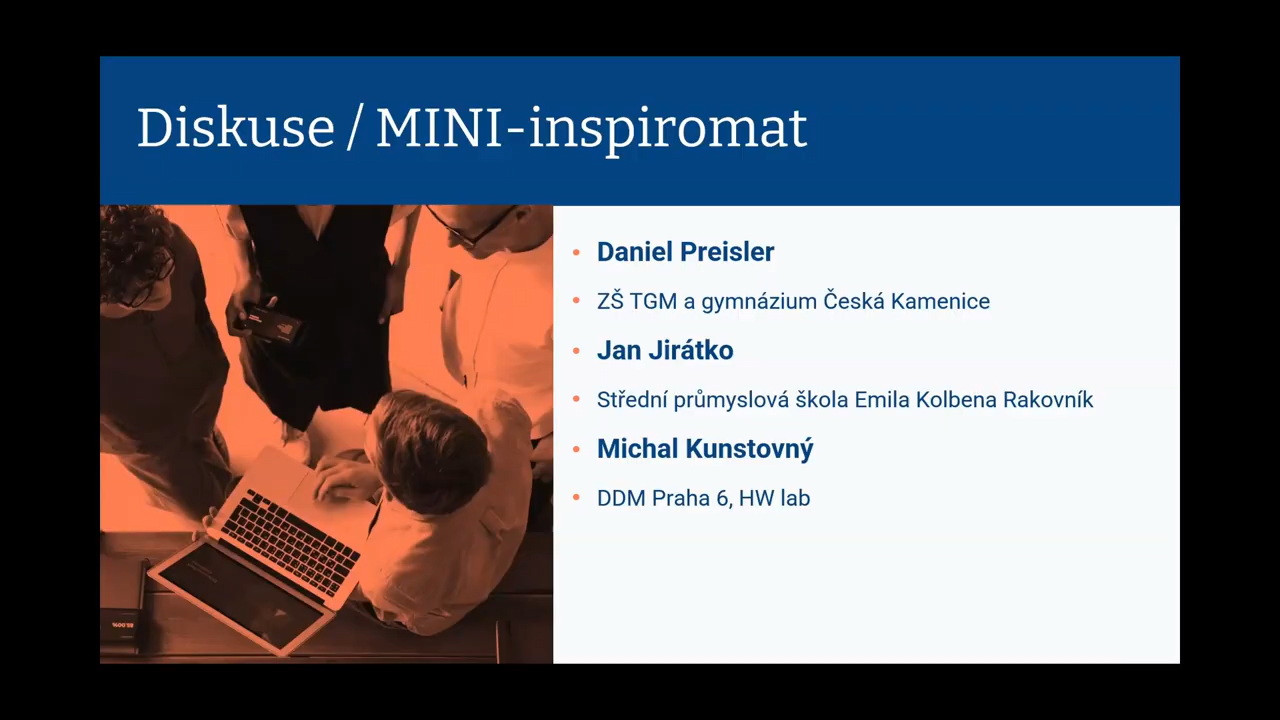 Diskuse / MINI-inspiromat
Daniel Preisler
ZŠ TGM a gymnázium Česká Kamenice
Jan Jirátko
Střední průmyslová škola Emila Kolbena Rakovník
Michal Kunstovný
DDM Praha 6, HW lab